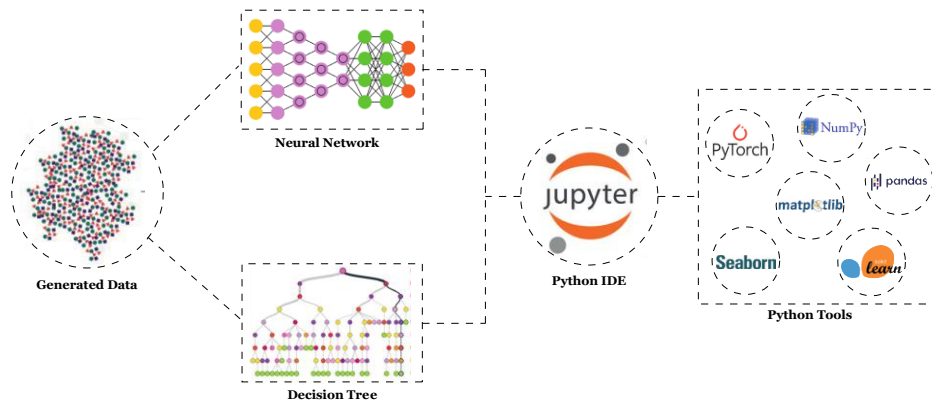 Neural Network
Generated Data
Decision Tree
jupyter
Python IDE
PyTorch
NumPy
pandas
matplotlib
Seaborn
learn
Python Tools